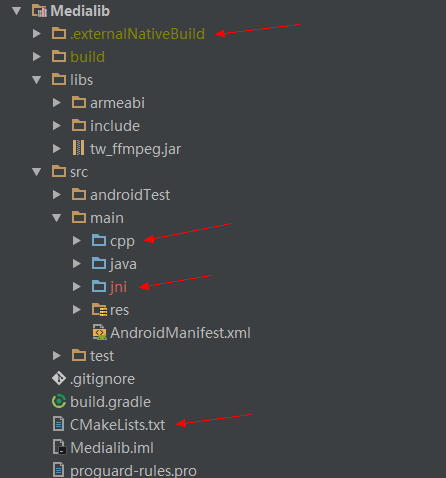 Medialib
.externalNativeBuild
build
libs
armeabi
include
tw_ffmpeg.jar
src
androidTest
main
cpp
java
jni
res
AndroidManifest.xml
test
.gitignore
build.gradle
CMakeLists.txt
Medialib.iml
proguard-rules.pro